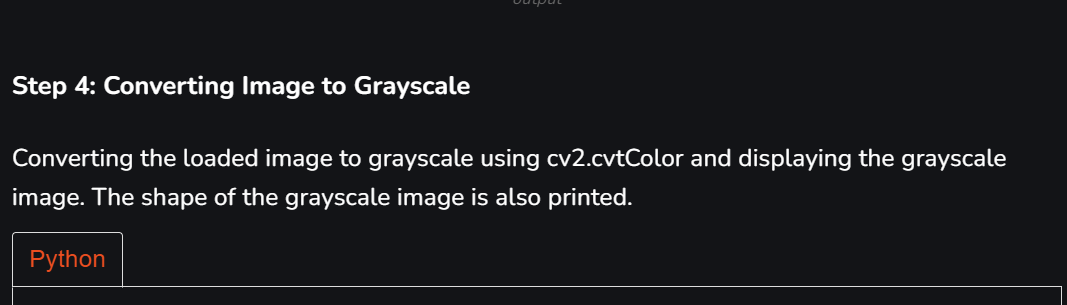 output
Step 4: Converting Image to Grayscale
Converting the loaded image to grayscale using cv2.cvtColor and displaying the grayscale
image. The shape of the grayscale image is also printed.
Python